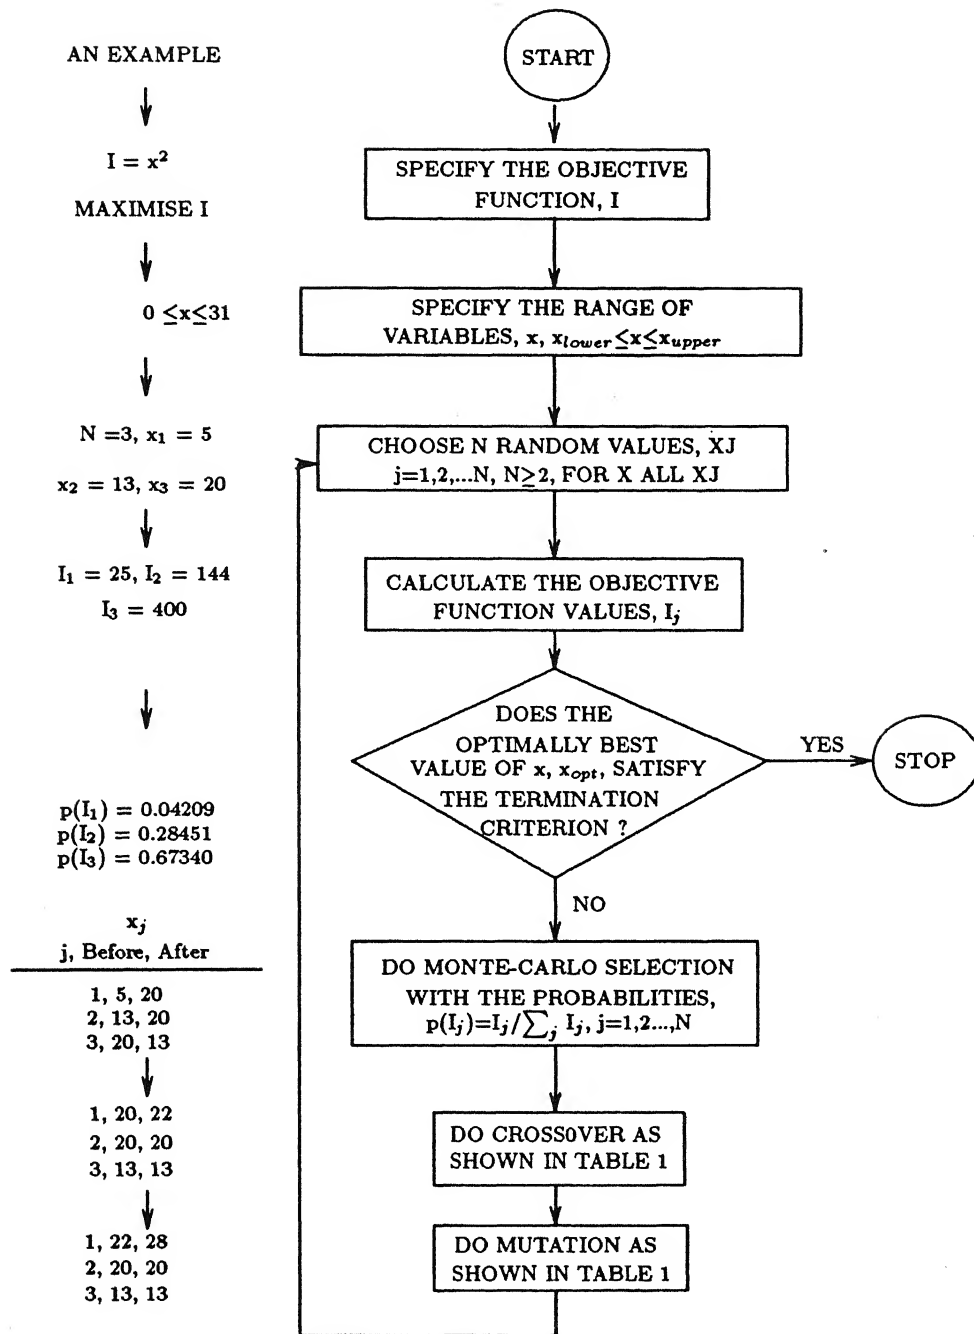 AN EXAMPLE
I = x²
MAXIMISE I
0 ≤x≤31
N =3, x₁ = 5
x₂ = 13, x₃ = 20
I₁ = 25, I₂ = 144
I₃ = 400
p(I₁) = 0.04209
p(I₂) = 0.28451
p(I₃) = 0.67340
xⱼ
j, Before, After
1, 5, 20
2, 13, 20
3, 20, 13
1, 20, 22
2, 20, 20
3, 13, 13
1, 22, 28
2, 20, 20
3, 13, 13
START
SPECIFY THE OBJECTIVE
FUNCTION, I
SPECIFY THE RANGE OF
VARIABLES, x, x_lower≤x≤x_upper
CHOOSE N RANDOM VALUES, XJ
j=1,2,...N, N≥2, FOR X ALL XJ
CALCULATE THE OBJECTIVE
FUNCTION VALUES, Iⱼ
DOES THE
OPTIMALLY BEST
VALUE OF x, x_opt, SATISFY
THE TERMINATION
CRITERION ?
YES
STOP
NO
DO MONTE-CARLO SELECTION
WITH THE PROBABILITIES,
p(Iⱼ)=Iⱼ/∑ⱼ Iⱼ, j=1,2...,N
DO CROSSOVER AS
SHOWN IN TABLE 1
DO MUTATION AS
SHOWN IN TABLE 1